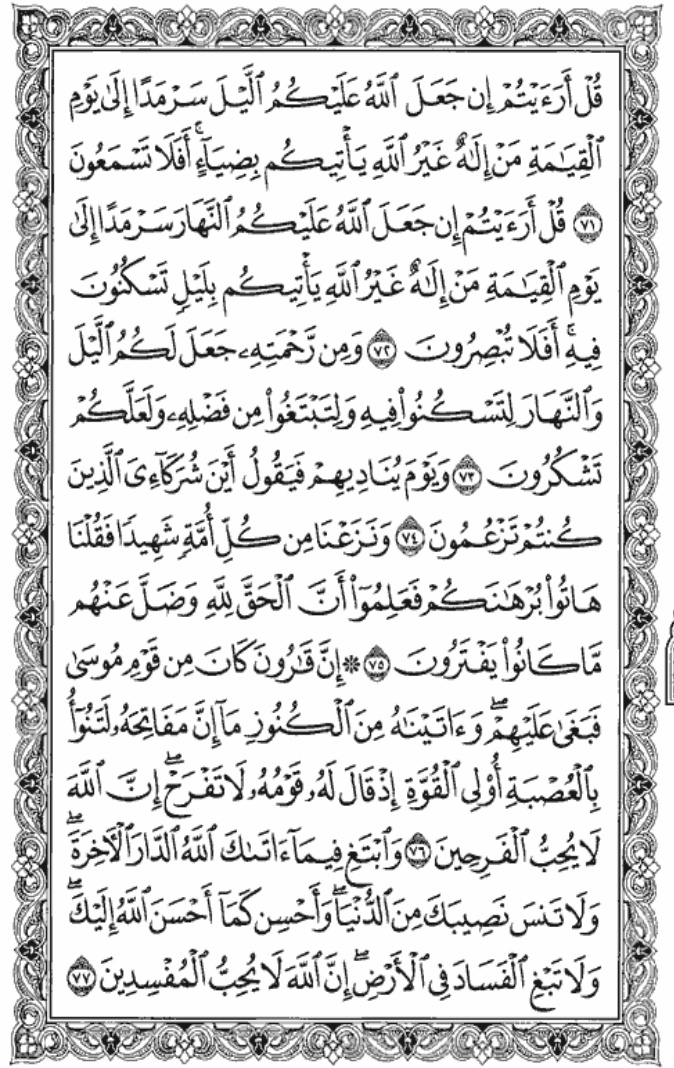 قُلۡ أَرَءَيۡتُمۡ إِن جَعَلَ ٱللَّهُ عَلَيۡكُمُ ٱلَّيۡلَ سَرۡمَدًا إِلَىٰ يَوۡمِ
ٱلۡقِيَٰمَةِ مَنۡ إِلَٰهٌ غَيۡرُ ٱللَّهِ يَأۡتِيكُم بِضِيَآءٍۚ أَفَلَا تَسۡمَعُونَ
٧١ قُلۡ أَرَءَيۡتُمۡ إِن جَعَلَ ٱللَّهُ عَلَيۡكُمُ ٱلنَّهَارَ سَرۡمَدًا إِلَىٰ
يَوۡمِ ٱلۡقِيَٰمَةِ مَنۡ إِلَٰهٌ غَيۡرُ ٱللَّهِ يَأۡتِيكُم بِلَيۡلٖ تَسۡكُنُونَ
فِيهِۚ أَفَلَا تُبۡصِرُونَ ٧٢ وَمِن رَّحۡمَتِهِۦ جَعَلَ لَكُمُ ٱلَّيۡلَ
وَٱلنَّهَارَ لِتَسۡكُنُواْ فِيهِ وَلِتَبۡتَغُواْ مِن فَضۡلِهِۦ وَلَعَلَّكُمۡ
تَشۡكُرُونَ ٧٣ وَيَوۡمَ يُنَادِيهِمۡ فَيَقُولُ أَيۡنَ شُرَكَآءِيَ ٱلَّذِينَ
كُنتُمۡ تَزۡعُمُونَ ٧٤ وَنَزَعۡنَا مِن كُلِّ أُمَّةٖ شَهِيدٗا فَقُلۡنَا
هَاتُواْ بُرۡهَٰنَكُمۡ فَعَلِمُوٓاْ أَنَّ ٱلۡحَقَّ لِلَّهِ وَضَلَّ عَنۡهُم
مَّا كَانُواْ يَفۡتَرُونَ ٧٥ ۞ إِنَّ قَٰرُونَ كَانَ مِن قَوۡمِ مُوسَىٰ
فَبَغَىٰ عَلَيۡهِمۡۖ وَءَاتَيۡنَٰهُ مِنَ ٱلۡكُنُوزِ مَآ إِنَّ مَفَاتِحَهُۥ لَتَنُوٓأُ
بِٱلۡعُصۡبَةِ أُوْلِي ٱلۡقُوَّةِ إِذۡ قَالَ لَهُۥ قَوۡمُهُۥ لَا تَفۡرَحۡۖ إِنَّ ٱللَّهَ
لَا يُحِبُّ ٱلۡفَرِحِينَ ٧٦ وَٱبۡتَغِ فِيمَآ ءَاتَىٰكَ ٱللَّهُ ٱلدَّارَ ٱلۡأٓخِرَةَۖ
وَلَا تَنسَ نَصِيبَكَ مِنَ ٱلدُّنۡيَاۖ وَأَحۡسِن كَمَآ أَحۡسَنَ ٱللَّهُ إِلَيۡكَۖ
وَلَا تَبۡغِ ٱلۡفَسَادَ فِي ٱلۡأَرۡضِۖ إِنَّ ٱللَّهَ لَا يُحِبُّ ٱلۡمُفۡسِدِينَ ٧٧